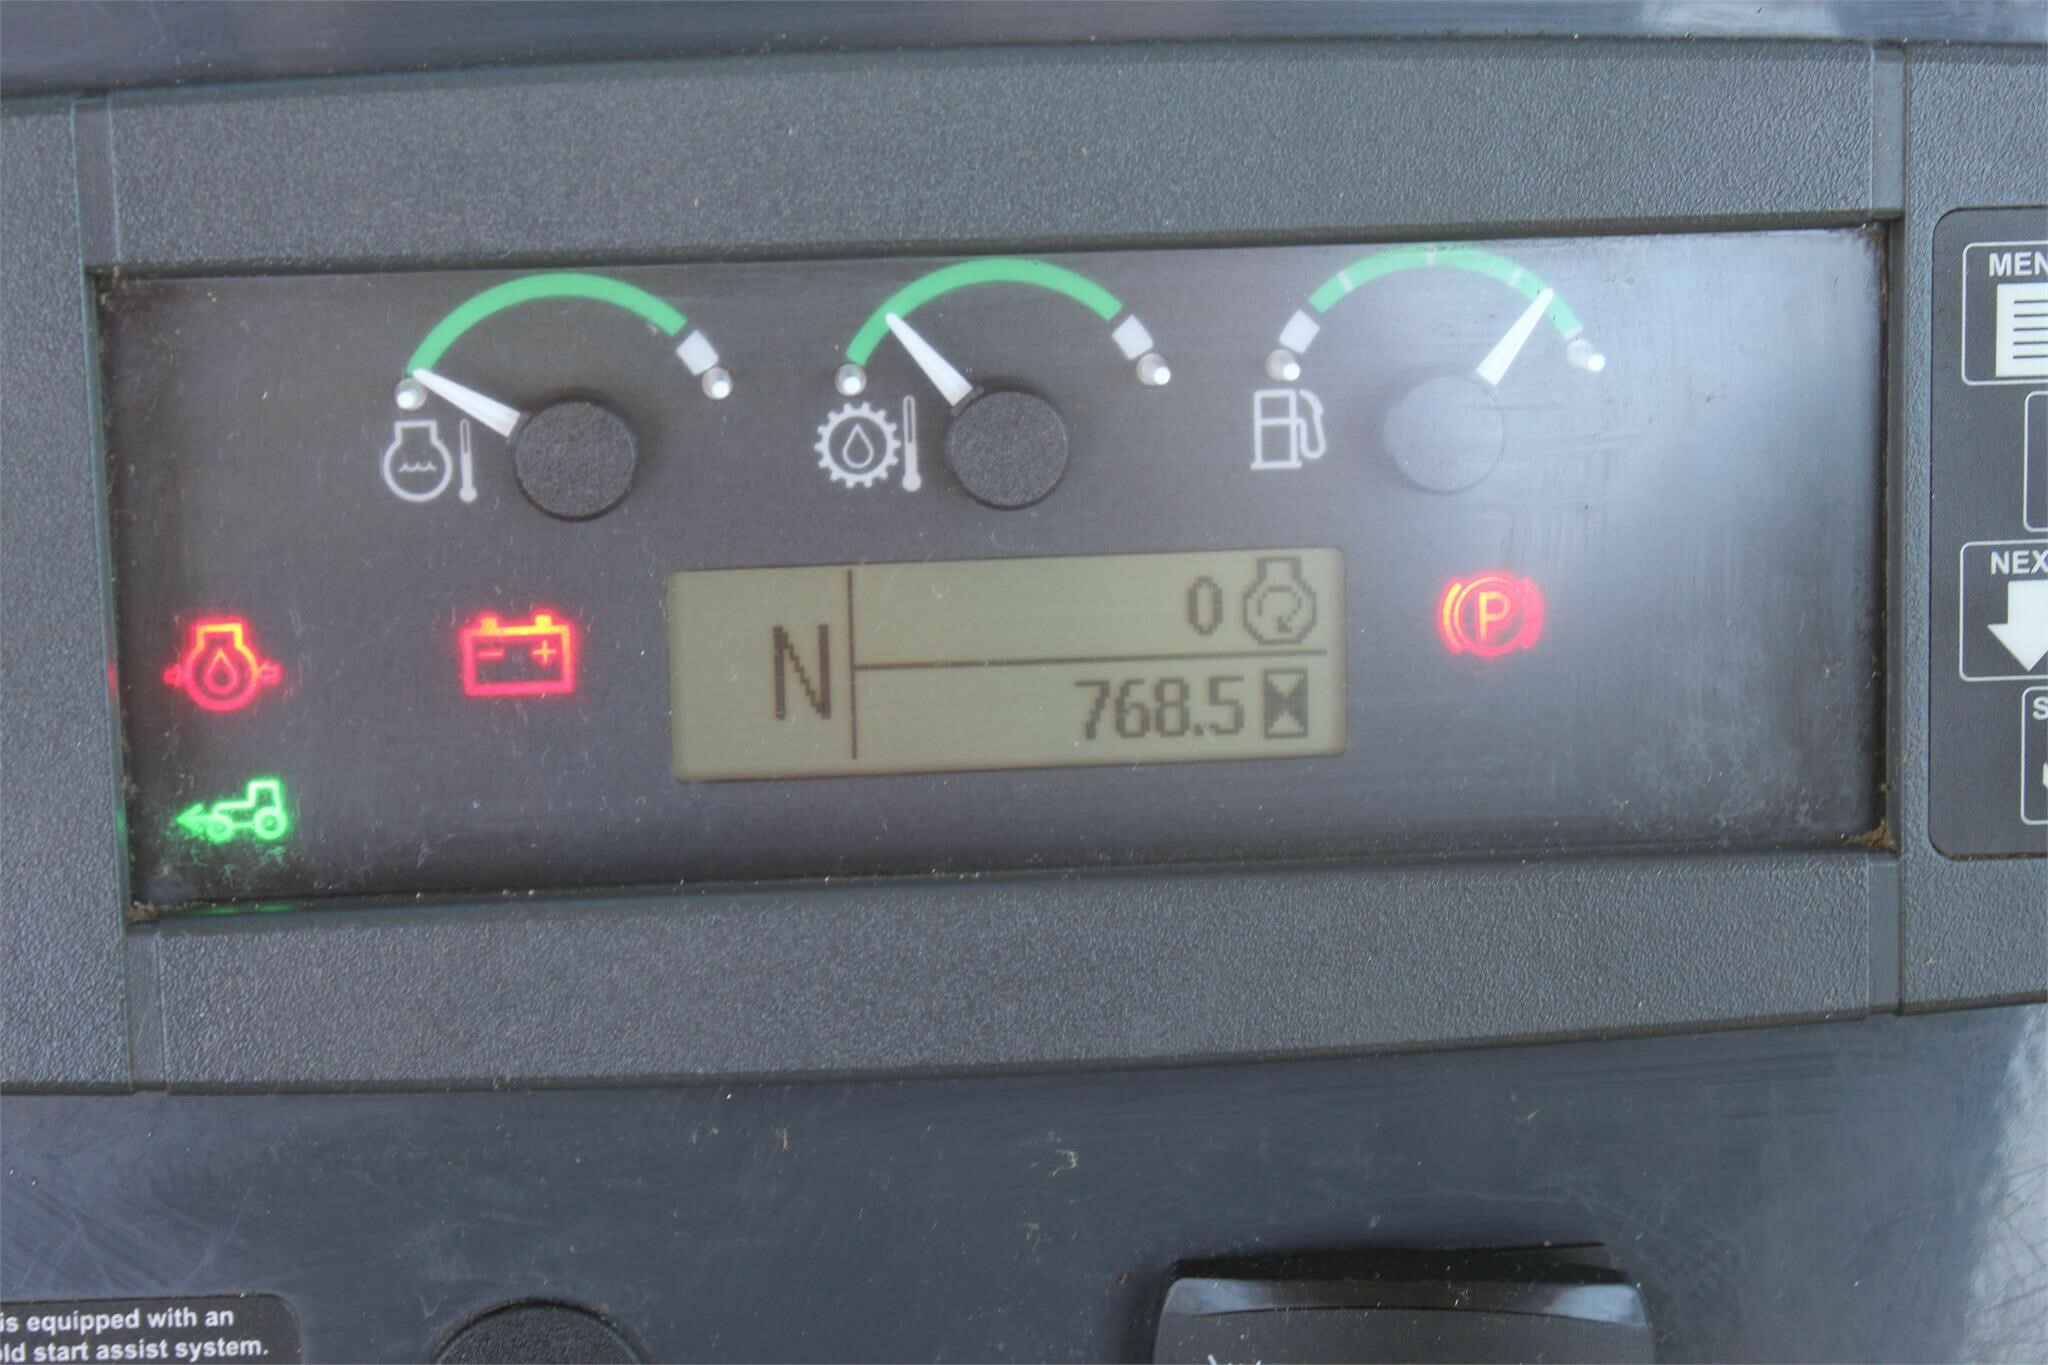 MEN
P
N
0
768.5
NEX
S
is equipped with an
old start assist system.